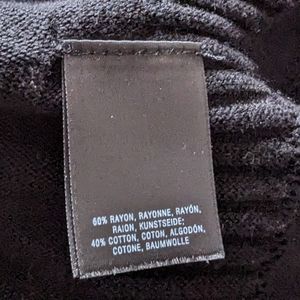 60% RAYON, RAYONNE, RAYÓN,
RAION, KUNSTSEIDE:
40% COTTON, COTON, ALGODÓN,
COTONE, BAUMWOLLE